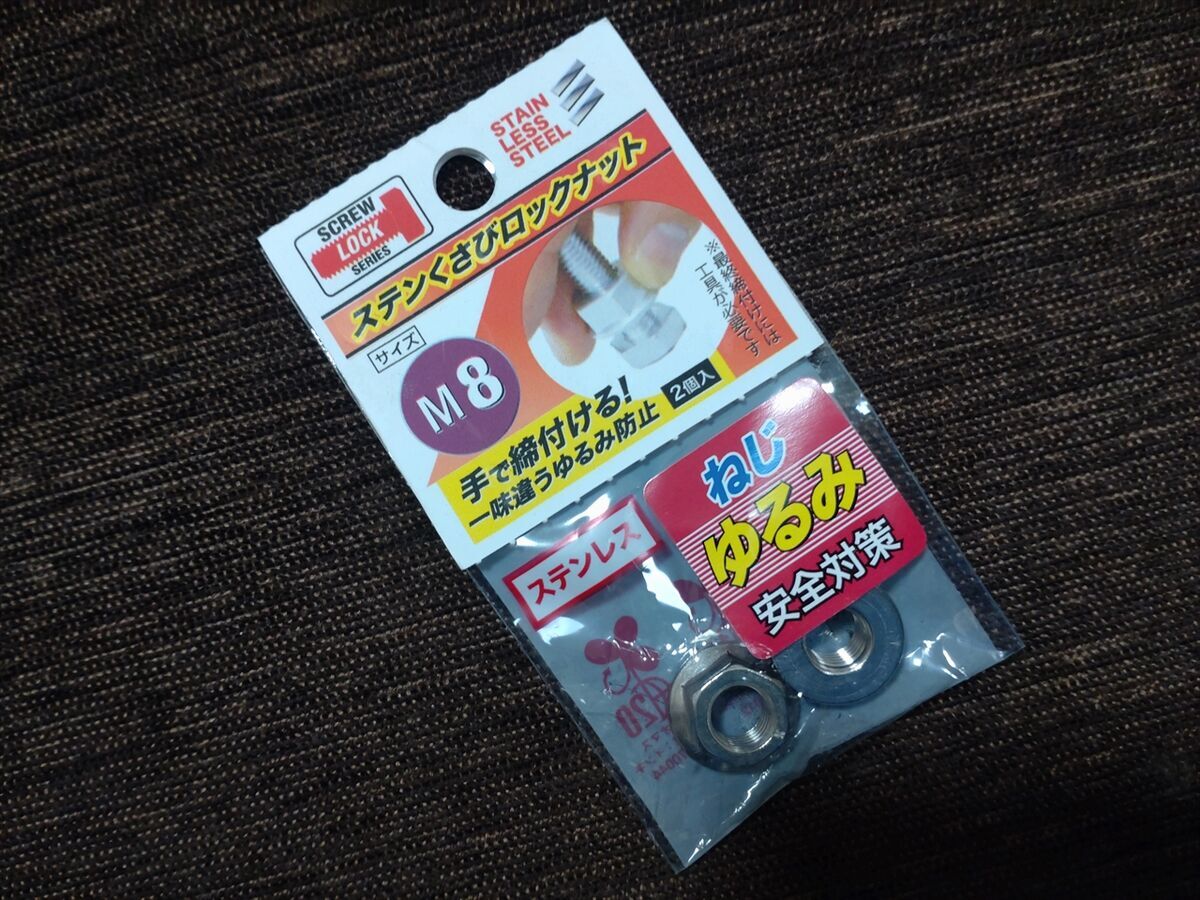 STAIN
LESS
STEEL
SCREW
LOCK
SERIES
ステンくさびロックナット
サイズ
M8
※最終締付けには
工具が必要です
手で締付ける!
一味違うゆるみ防止
2個入
ねじ
ゆるみ
安全対策
ステンレス